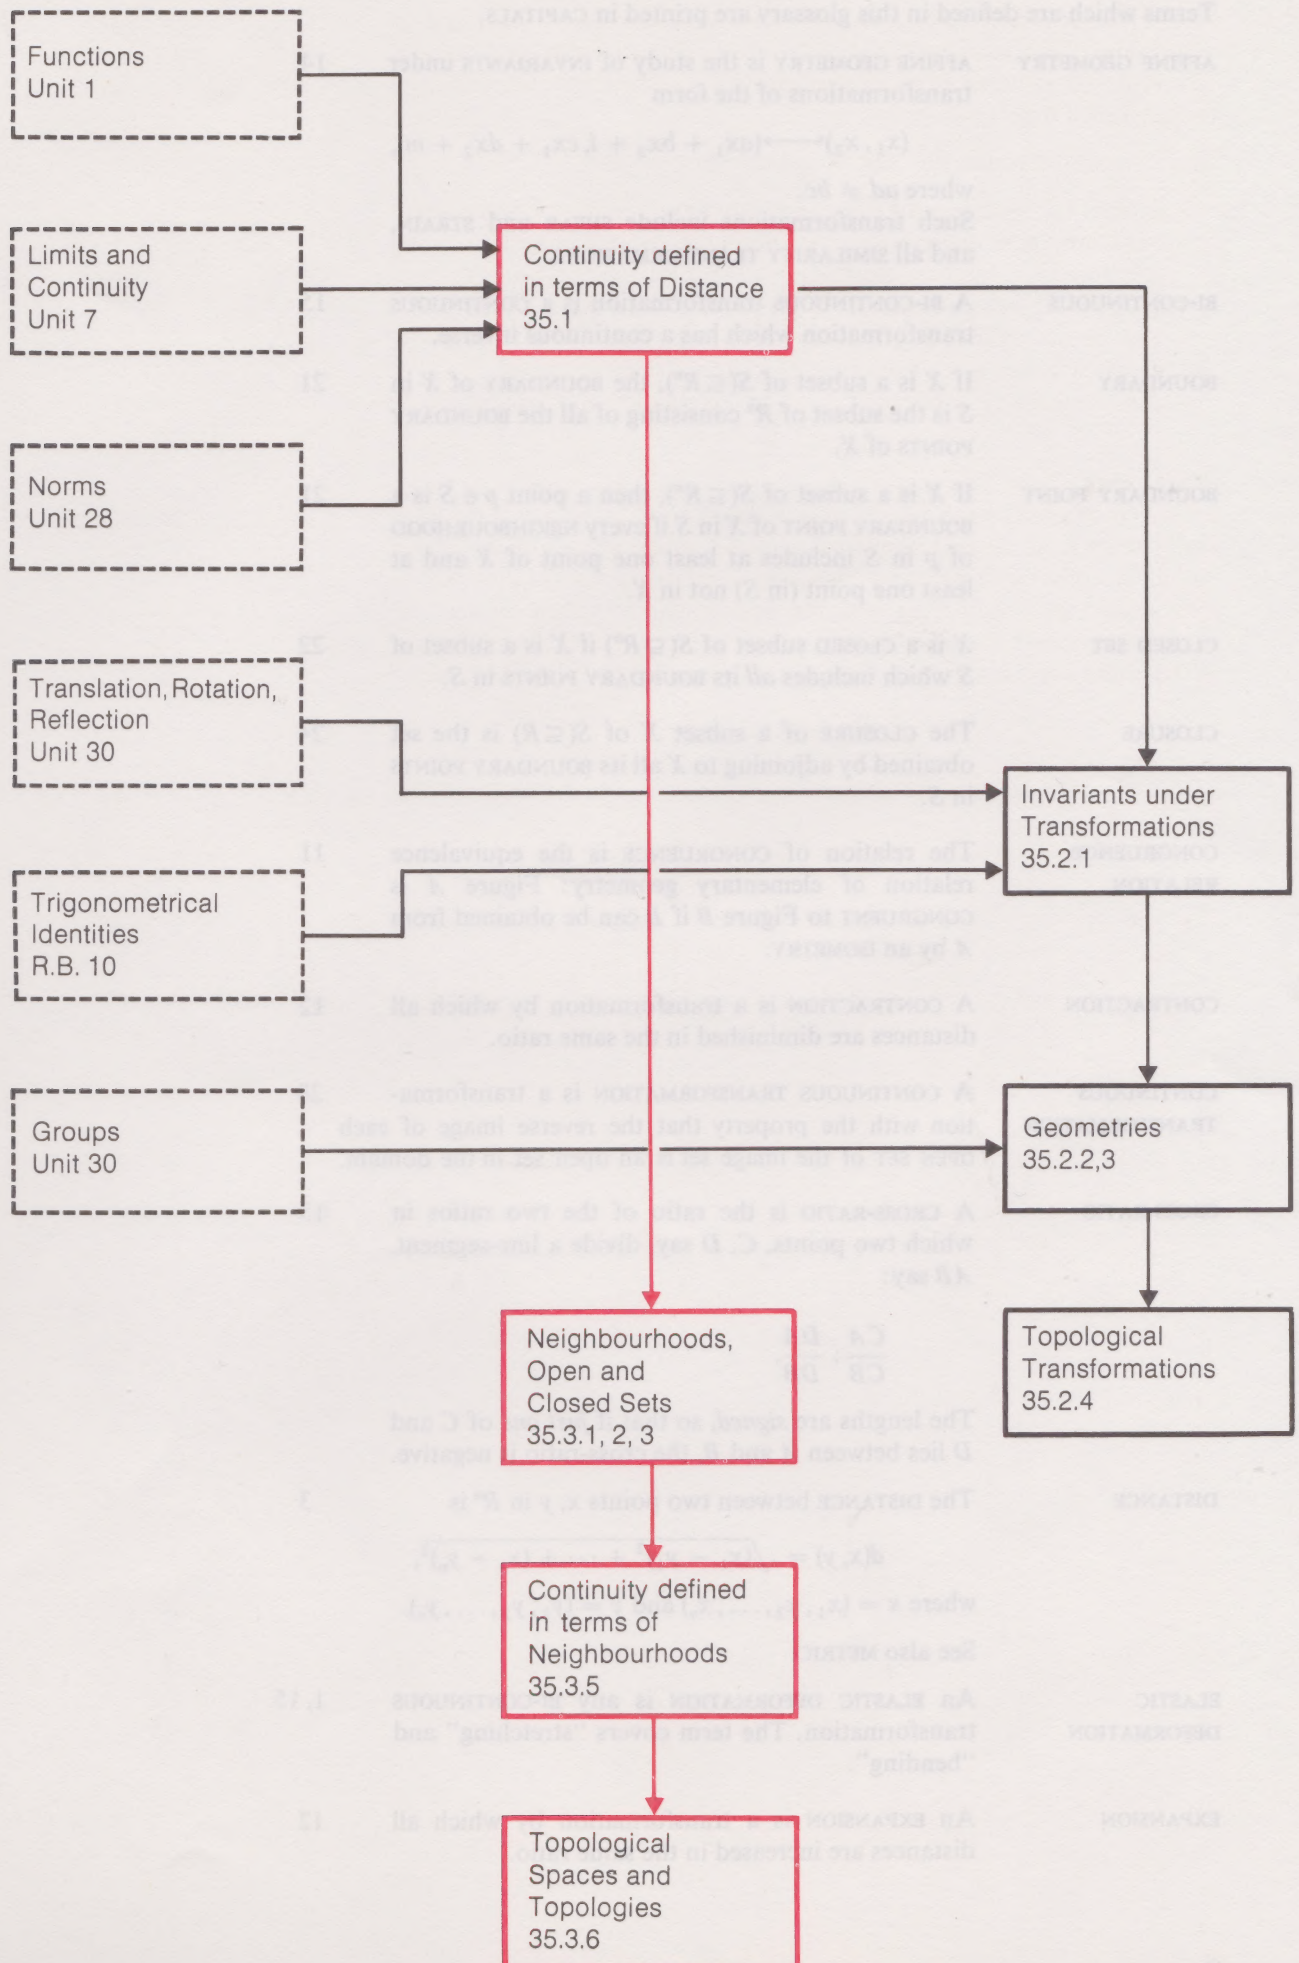 Functions
Unit 1
Limits and
Continuity
Unit 7
Continuity defined
in terms of Distance
35.1
Norms
Unit 28
Translation, Rotation,
Reflection
Unit 30
Invariants under
Transformations
35.2.1
Trigonometrical
Identities
R.B. 10
Groups
Unit 30
Geometries
35.2.2,3
Neighbourhoods,
Open and
Closed Sets
35.3.1, 2, 3
Topological
Transformations
35.2.4
Continuity defined
in terms of
Neighbourhoods
35.3.5
Topological
Spaces and
Topologies
35.3.6